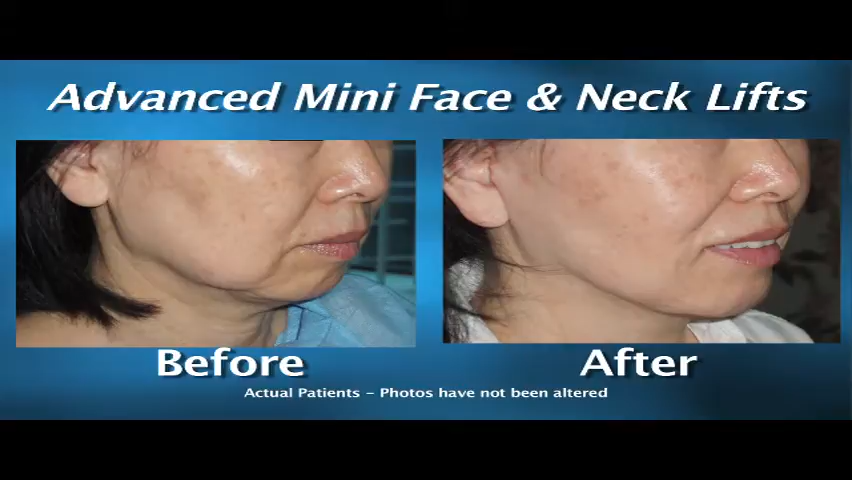 Advanced Mini Face & Neck Lifts
Before
After
Actual Patients - Photos have not been altered